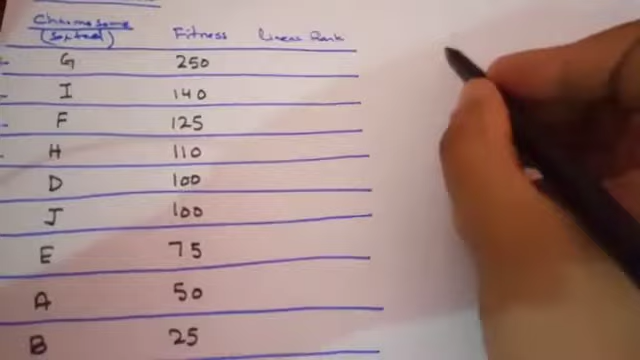 Chromosome Fitness Linear Rank
(sorted)
G 250
I 140
F 125
H 110
D 100
J 100
E 75
A 50
B 25